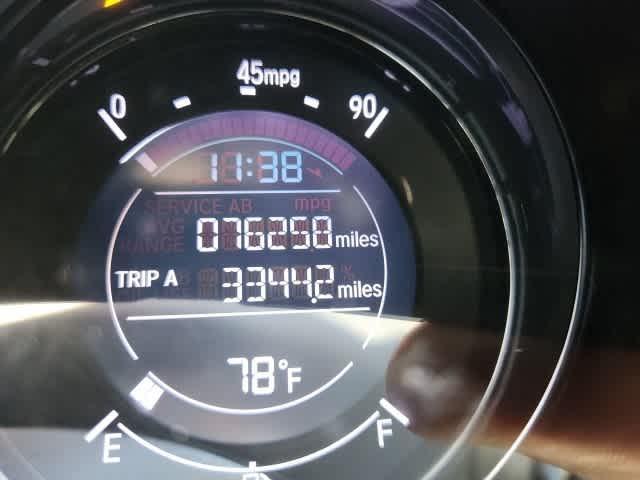 45mpg
0 90
11:38
SERVICE AB mpg
AVG
RANGE 076258 miles
TRIP A 3344.2 miles
78°F
E F